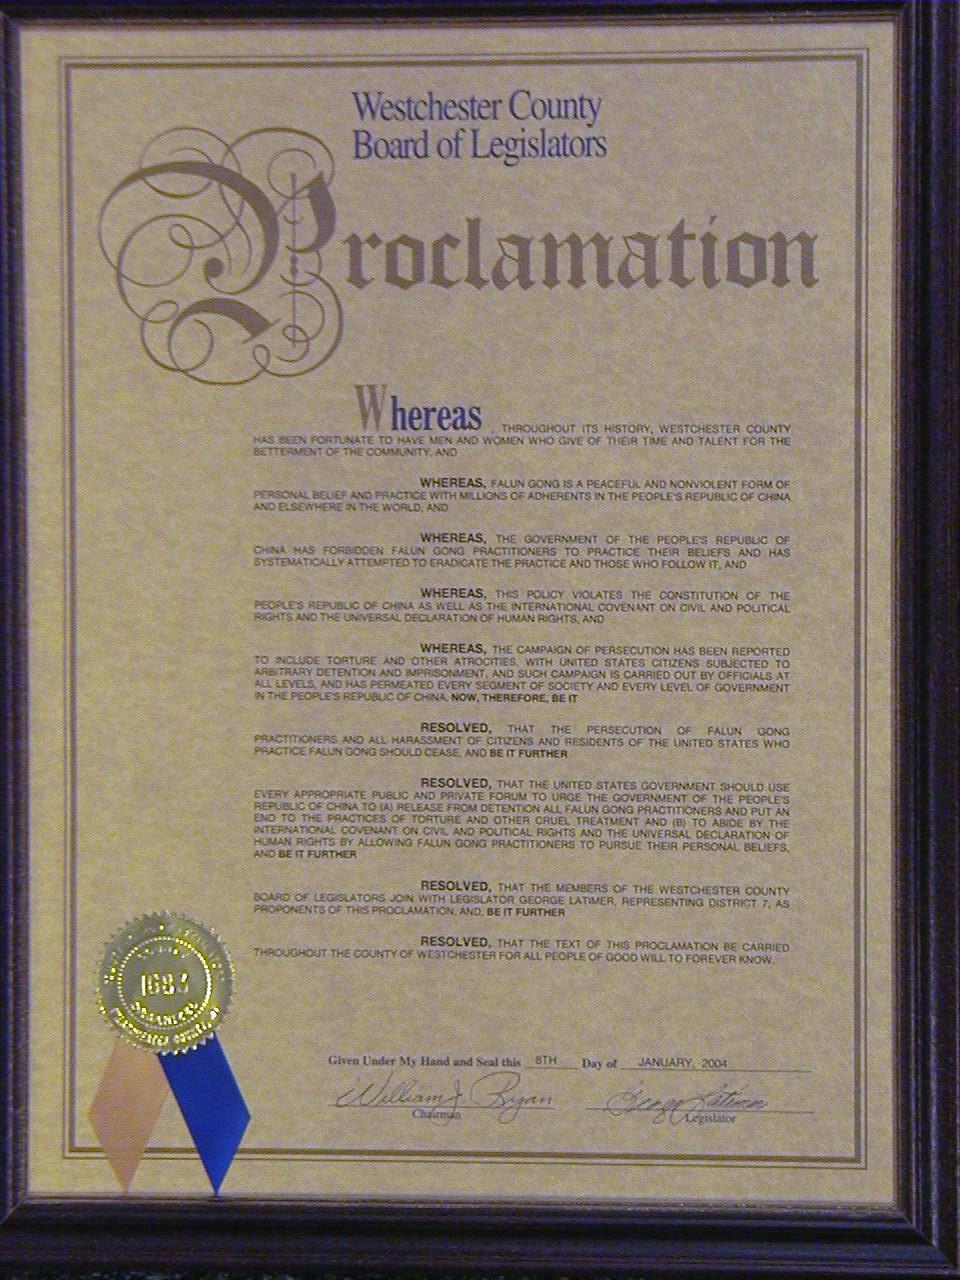 Westchester County
Board of Legislators
Proclamation
Whereas, THROUGHOUT ITS HISTORY, WESTCHESTER COUNTY
HAS BEEN FORTUNATE TO HAVE MEN AND WOMEN WHO GIVE OF THEIR TIME AND TALENT FOR THE
BETTERMENT OF THE COMMUNITY, AND
WHEREAS, FALUN GONG IS A PEACEFUL AND NONVIOLENT FORM OF
PERSONAL BELIEF AND PRACTICE WITH MILLIONS OF ADHERENTS IN THE PEOPLE'S REPUBLIC OF CHINA
AND ELSEWHERE IN THE WORLD, AND
WHEREAS, THE GOVERNMENT OF THE PEOPLE'S REPUBLIC OF
CHINA HAS FORBIDDEN FALUN GONG PRACTITIONERS TO PRACTICE THEIR BELIEFS AND HAS
SYSTEMATICALLY ATTEMPTED TO ERADICATE THE PRACTICE AND THOSE WHO FOLLOW IT, AND
WHEREAS, THIS POLICY VIOLATES THE CONSTITUTION OF THE
PEOPLE'S REPUBLIC OF CHINA AS WELL AS THE INTERNATIONAL COVENANT ON CIVIL AND POLITICAL
RIGHTS AND THE UNIVERSAL DECLARATION OF HUMAN RIGHTS, AND
WHEREAS, THE CAMPAIGN OF PERSECUTION HAS BEEN REPORTED
TO INCLUDE TORTURE AND OTHER ATROCITIES, WITH UNITED STATES CITIZENS SUBJECTED TO
ARBITRARY DETENTION AND IMPRISONMENT, AND SUCH CAMPAIGN IS CARRIED OUT BY OFFICIALS AT
ALL LEVELS, AND HAS PERMEATED EVERY SEGMENT OF SOCIETY AND EVERY LEVEL OF GOVERNMENT
IN THE PEOPLE'S REPUBLIC OF CHINA. NOW, THEREFORE, BE IT
RESOLVED, THAT THE PERSECUTION OF FALUN GONG
PRACTITIONERS AND ALL HARASSMENT OF CITIZENS AND RESIDENTS OF THE UNITED STATES WHO
PRACTICE FALUN GONG SHOULD CEASE, AND BE IT FURTHER
RESOLVED, THAT THE UNITED STATES GOVERNMENT SHOULD USE
EVERY APPROPRIATE PUBLIC AND PRIVATE FORUM TO URGE THE GOVERNMENT OF THE PEOPLE'S
REPUBLIC OF CHINA TO (A) RELEASE FROM DETENTION ALL FALUN GONG PRACTITIONERS AND PUT AN
END TO THE PRACTICES OF TORTURE AND OTHER CRUEL TREATMENT AND (B) TO ABIDE BY THE
INTERNATIONAL COVENANT ON CIVIL AND POLITICAL RIGHTS AND THE UNIVERSAL DECLARATION OF
HUMAN RIGHTS BY ALLOWING FALUN GONG PRACTITIONERS TO PURSUE THEIR PERSONAL BELIEFS,
AND BE IT FURTHER
RESOLVED, THAT THE MEMBERS OF THE WESTCHESTER COUNTY
BOARD OF LEGISLATORS JOIN WITH LEGISLATOR GEORGE LATIMER, REPRESENTING DISTRICT 7, AS
PROPONENTS OF THIS PROCLAMATION, AND, BE IT FURTHER
RESOLVED, THAT THE TEXT OF THIS PROCLAMATION BE CARRIED
THROUGHOUT THE COUNTY OF WESTCHESTER FOR ALL PEOPLE OF GOOD WILL TO FOREVER KNOW.
1683
Given Under My Hand and Seal this 8TH Day of JANUARY, 2004
William J. Ryan George Latimer
Chairman Legislator